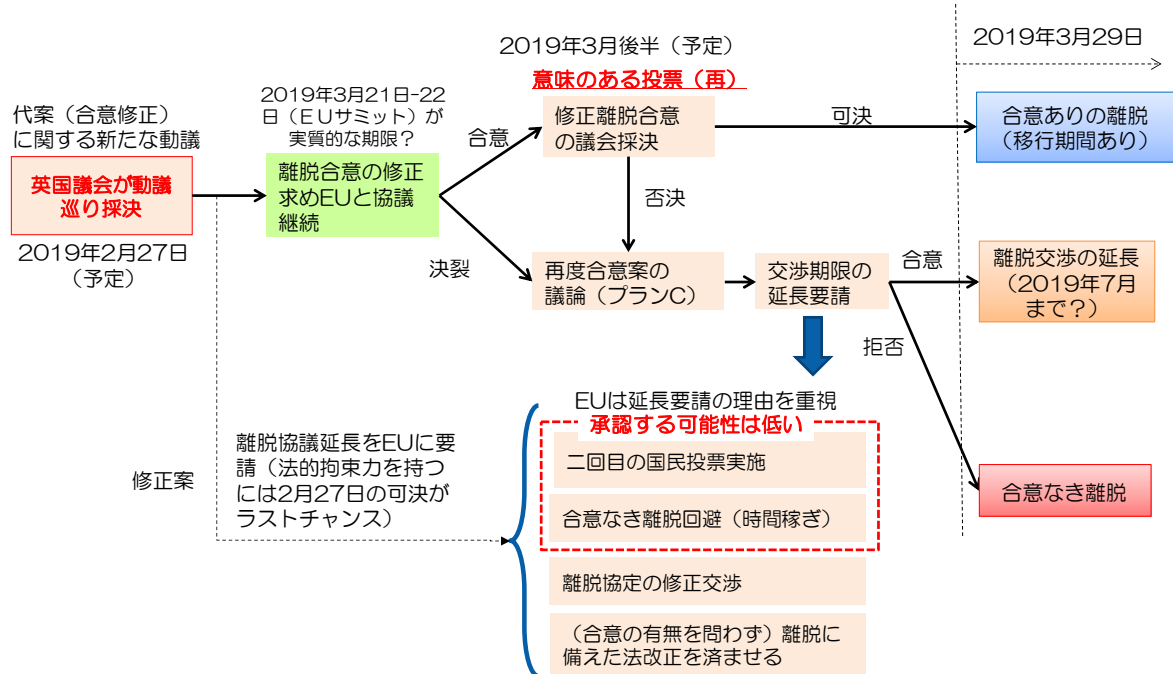 2019年3月29日
2019年3月後半（予定）
意味のある投票（再）
代案（合意修正）
に関する新たな動議
英国議会が動議
巡り採決
2019年2月27日
（予定）
2019年3月21日-22
日（ＥＵサミット）が
実質的な期限？
離脱合意の修正
求めEUと協議
継続
合意
修正離脱合意
の議会採決
可決
合意ありの離脱
（移行期間あり）
否決
決裂
再度合意案の
議論（プランC）
交渉期限の
延長要請
合意
離脱交渉の延長
（2019年7月
まで？）
拒否
合意なき離脱
修正案
離脱協議延長をEUに要
請（法的拘束力を持つ
には2月27日の可決が
ラストチャンス）
EUは延長要請の理由を重視
承認する可能性は低い
二回目の国民投票実施
合意なき離脱回避（時間稼ぎ）
離脱協定の修正交渉
（合意の有無を問わず）離脱に
備えた法改正を済ませる